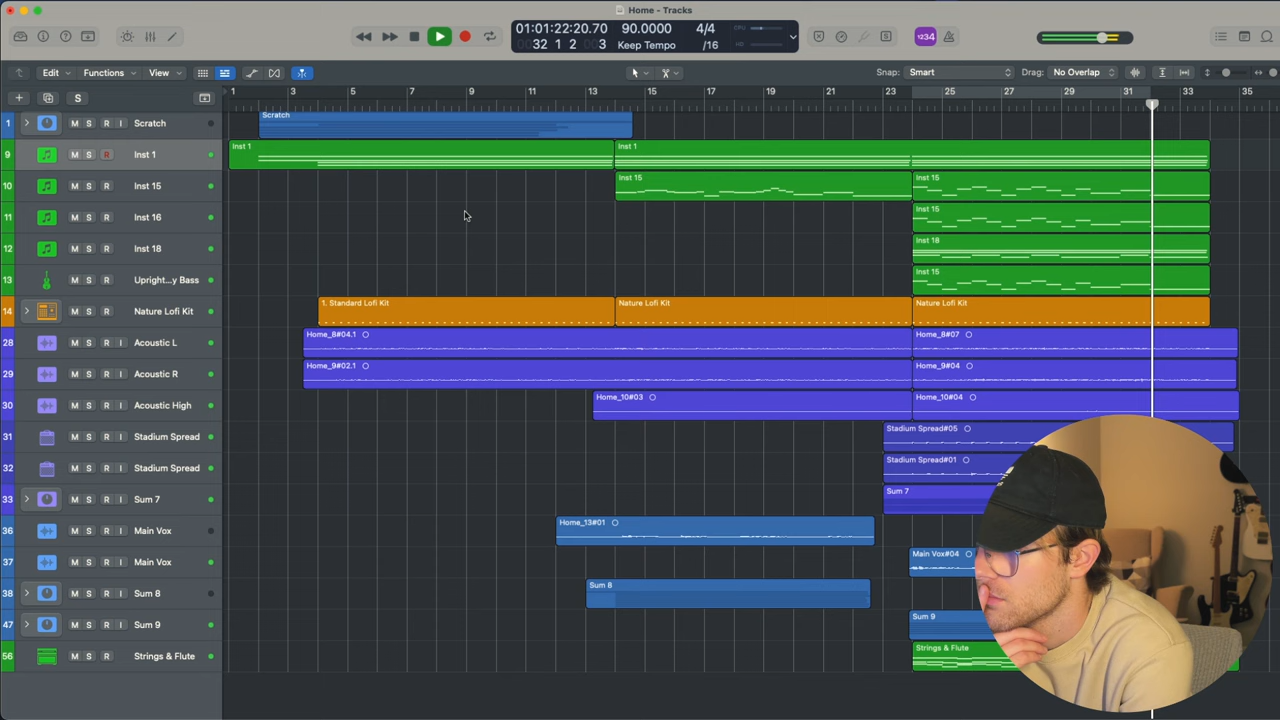 Home - Tracks
01:01:22:20.70 90.0000 4/4
32 1 2 3 Keep Tempo /16
1234
Edit Functions View Snap: Smart Drag: No Overlap
S
1 3 5 7 9 11 13 15 17 19 21 23 25 27 29 31 33 35
1 M S R I Scratch Scratch
9 M S R Inst 1 Inst 1 Inst 1
10 M S R Inst 15 Inst 15 Inst 15
11 M S R Inst 16 Inst 15
12 M S R Inst 18 Inst 18
13 M S R Upright...y Bass Inst 15
14 M S R Nature Lofi Kit 1. Standard Lofi Kit Nature Lofi Kit Nature Lofi Kit
28 M S R I Acoustic L Home_8#04.1 Home_8#07
29 M S R I Acoustic R Home_9#02.1 Home_9#04
30 M S R I Acoustic High Home_10#03 Home_10#04
31 M S R I Stadium Spread Stadium Spread#05
32 M S R I Stadium Spread Stadium Spread#01
33 M S R I Sum 7 Sum 7
36 M S R I Main Vox Home_13#01
37 M S R I Main Vox Main Vox#04
38 M S R I Sum 8 Sum 8
47 M S R I Sum 9 Sum 9
56 M S R Strings & Flute Strings & Flute